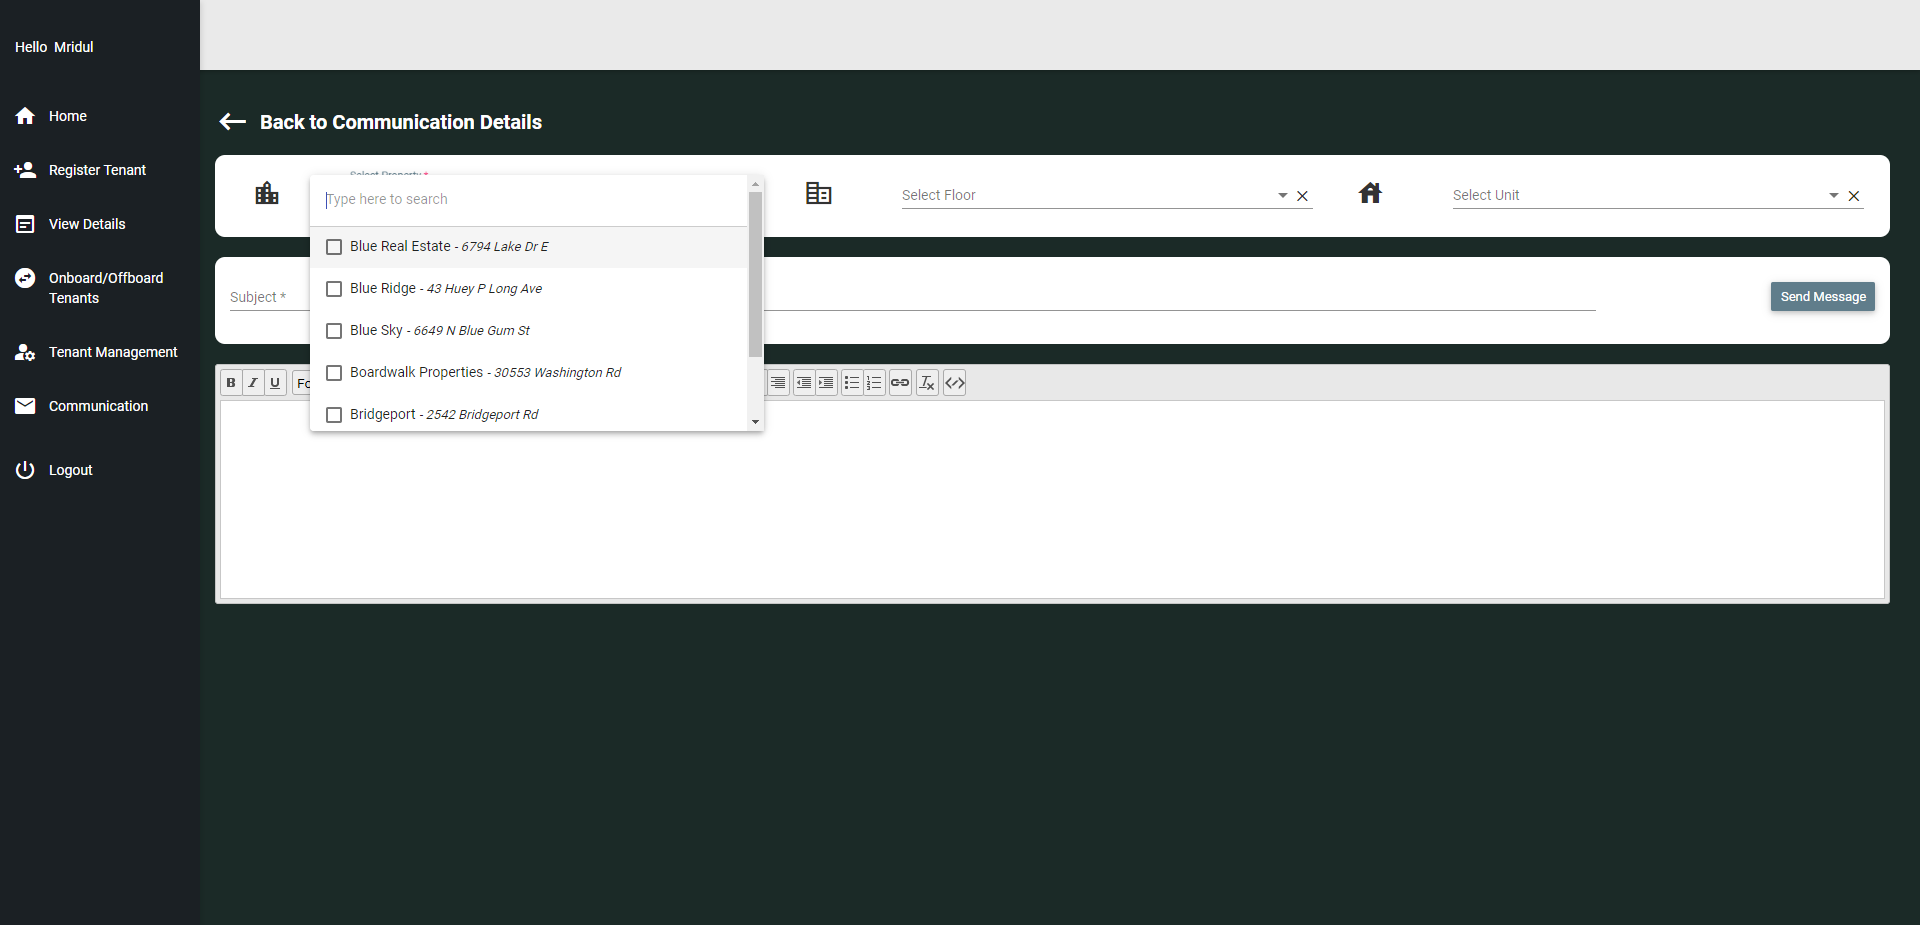 Hello Mridul
Home
Register Tenant
View Details
Onboard/Offboard
Tenants
Tenant Management
Communication
Logout
Back to Communication Details
Select Property *
Type here to search
Blue Real Estate - 6794 Lake Dr E
Blue Ridge - 43 Huey P Long Ave
Blue Sky - 6649 N Blue Gum St
Boardwalk Properties - 30553 Washington Rd
Bridgeport - 2542 Bridgeport Rd
Select Floor
Select Unit
Subject *
Send Message
B I U Fo